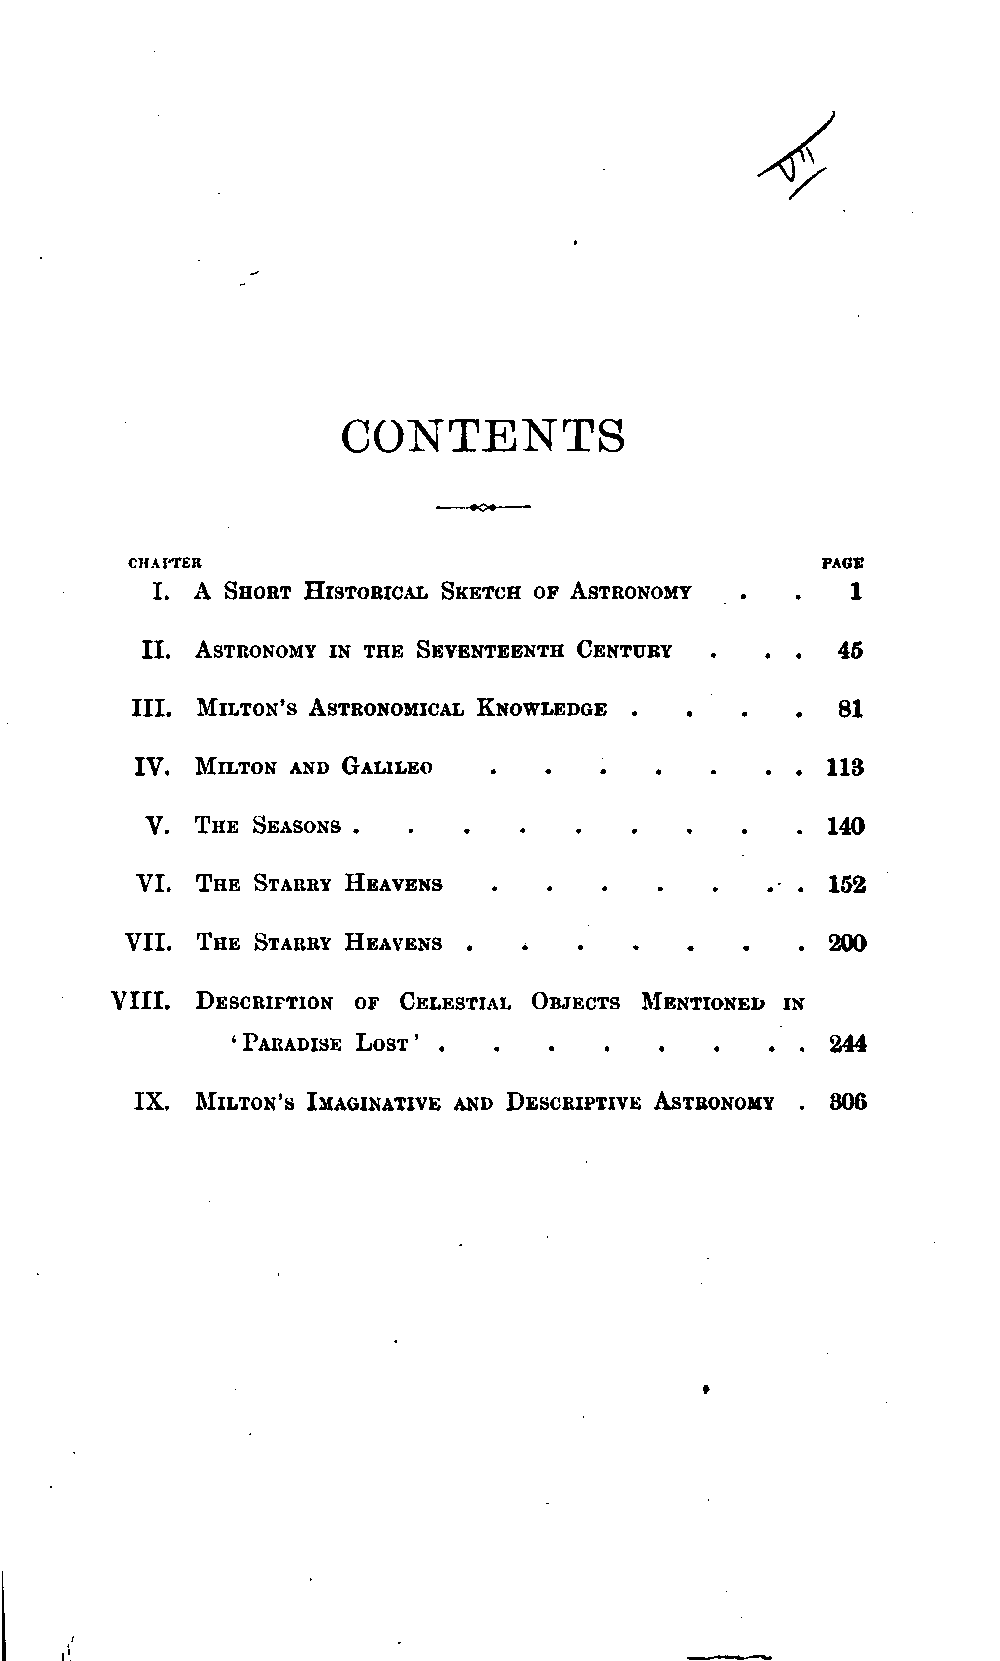 VII
CONTENTS
CHAPTER PAGE
I. A SHORT HISTORICAL SKETCH OF ASTRONOMY . . 1
II. ASTRONOMY IN THE SEVENTEENTH CENTURY . . . 45
III. MILTON'S ASTRONOMICAL KNOWLEDGE . . . . 81
IV. MILTON AND GALILEO . . . . . . . 113
V. THE SEASONS . . . . . . . . . 140
VI. THE STARRY HEAVENS . . . . . . . 152
VII. THE STARRY HEAVENS . . . . . . . 200
VIII. DESCRIPTION OF CELESTIAL OBJECTS MENTIONED IN
'PARADISE LOST' . . . . . . . . 244
IX. MILTON'S IMAGINATIVE AND DESCRIPTIVE ASTRONOMY . 306